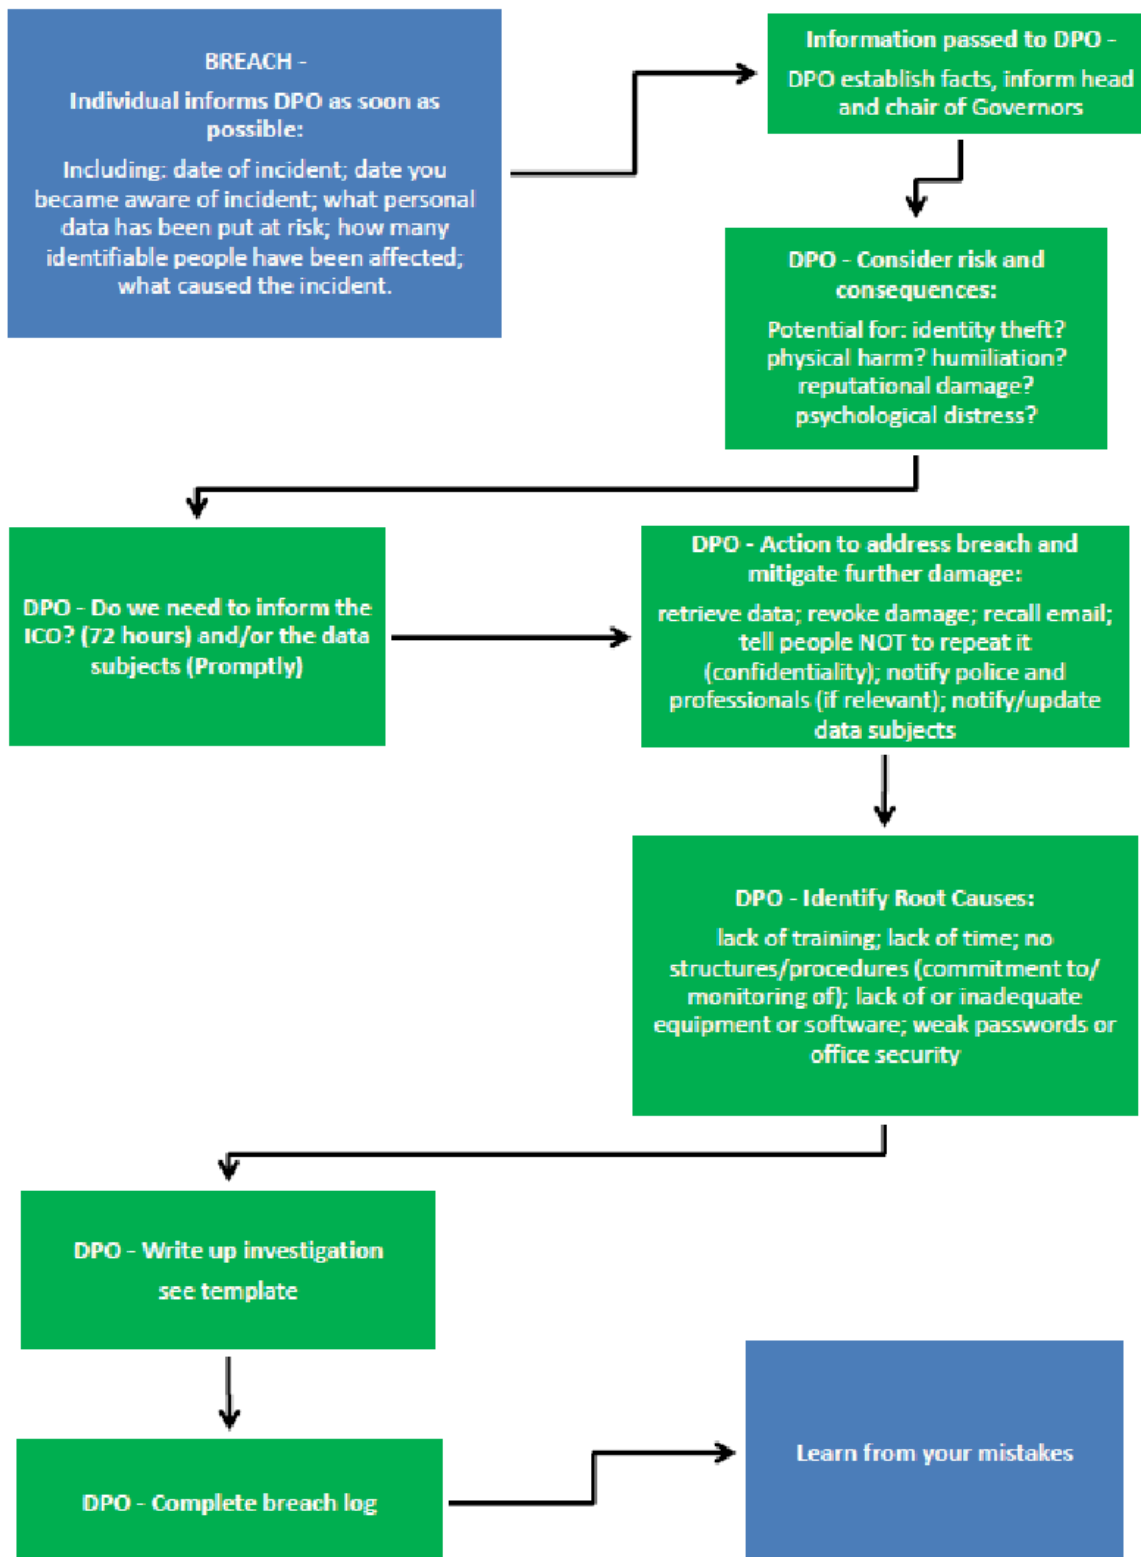 BREACH -
Individual informs DPO as soon as
possible:
Including: date of incident; date you
became aware of incident; what personal
data has been put at risk; how many
identifiable people have been affected;
what caused the incident.
Information passed to DPO -
DPO establish facts, inform head
and chair of Governors
DPO - Consider risk and
consequences:
Potential for: identity theft?
physical harm? humiliation?
reputational damage?
psychological distress?
DPO - Do we need to inform the
ICO? (72 hours) and/or the data
subjects (Promptly)
DPO - Action to address breach and
mitigate further damage:
retrieve data; revoke damage; recall email;
tell people NOT to repeat it
(confidentiality); notify police and
professionals (if relevant); notify/update
data subjects
DPO - Identify Root Causes:
lack of training; lack of time; no
structures/procedures (commitment to/
monitoring of); lack of or inadequate
equipment or software; weak passwords or
office security
DPO - Write up investigation
see template
DPO - Complete breach log
Learn from your mistakes